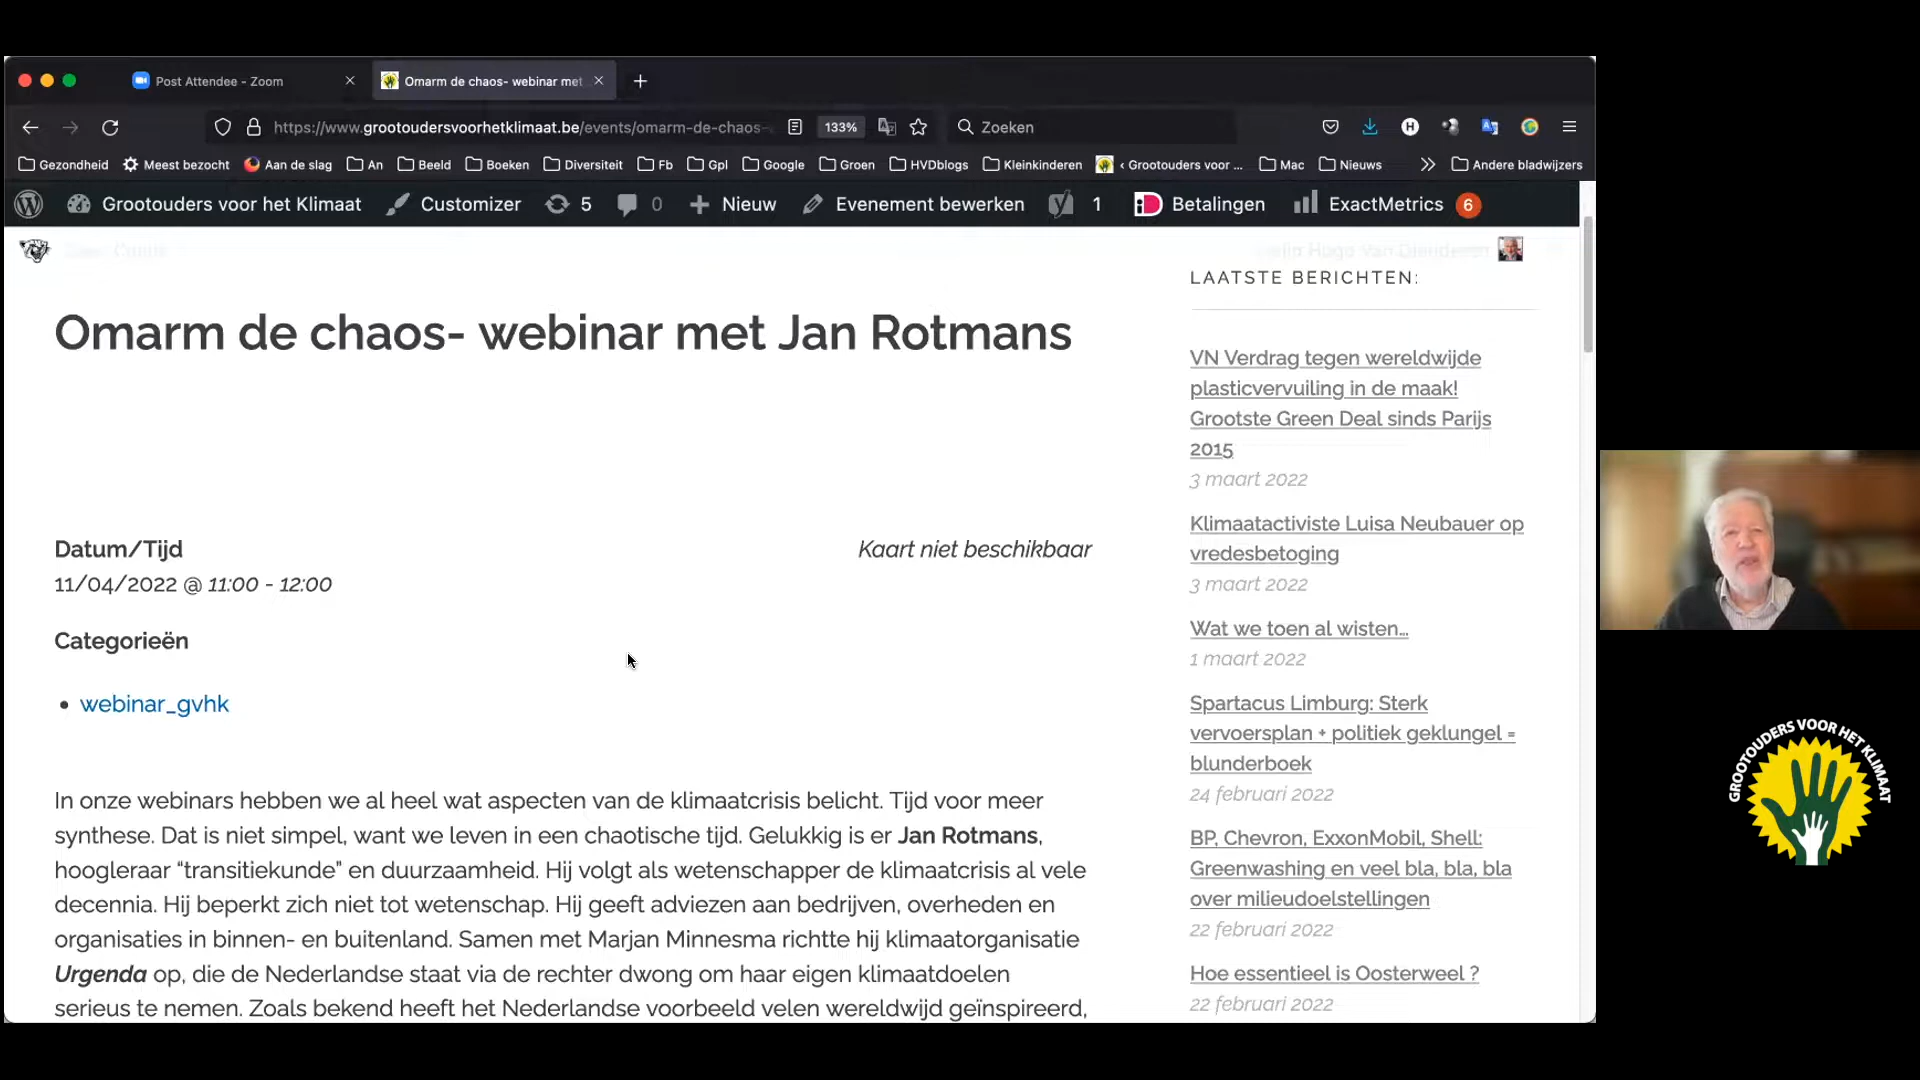 Post Attendee - Zoom
Omarm de chaos- webinar met
https://www.grootoudersvoorhetklimaat.be/events/omarm-de-chaos-
133%
Zoeken
Gezondheid
Meest bezocht
Aan de slag
An
Beeld
Boeken
Diversiteit
Fb
Gpl
Google
Groen
HVDblogs
Kleinkinderen
‹ Grootouders voor ...
Mac
Nieuws
Andere bladwijzers
Grootouders voor het Klimaat
Customizer
5
0
Nieuw
Evenement bewerken
1
Betalingen
ExactMetrics
6
Hugo Van Dienderen
LAATSTE BERICHTEN:
Omarm de chaos- webinar met Jan Rotmans
Datum/Tijd
11/04/2022 @ 11:00 - 12:00
Kaart niet beschikbaar
Categorieën
webinar_gvhk
In onze webinars hebben we al heel wat aspecten van de klimaatcrisis belicht. Tijd voor meer
synthese. Dat is niet simpel, want we leven in een chaotische tijd. Gelukkig is er Jan Rotmans,
hoogleraar “transitiekunde” en duurzaamheid. Hij volgt als wetenschapper de klimaatcrisis al vele
decennia. Hij beperkt zich niet tot wetenschap. Hij geeft adviezen aan bedrijven, overheden en
organisaties in binnen- en buitenland. Samen met Marjan Minnesma richtte hij klimaatorganisatie
Urgenda op, die de Nederlandse staat via de rechter dwong om haar eigen klimaatdoelen
serieus te nemen. Zoals bekend heeft het Nederlandse voorbeeld velen wereldwijd geïnspireerd,
VN Verdrag tegen wereldwijde
plasticvervuiling in de maak!
Grootste Green Deal sinds Parijs
2015
3 maart 2022
Klimaatactiviste Luisa Neubauer op
vredesbetoging
3 maart 2022
Wat we toen al wisten…
1 maart 2022
Spartacus Limburg: Sterk
vervoersplan + politiek geklungel =
blunderboek
24 februari 2022
BP, Chevron, ExxonMobil, Shell:
Greenwashing en veel bla, bla, bla
over milieudoelstellingen
22 februari 2022
Hoe essentieel is Oosterweel ?
22 februari 2022
GROOTOUDERS VOOR HET KLIMAAT